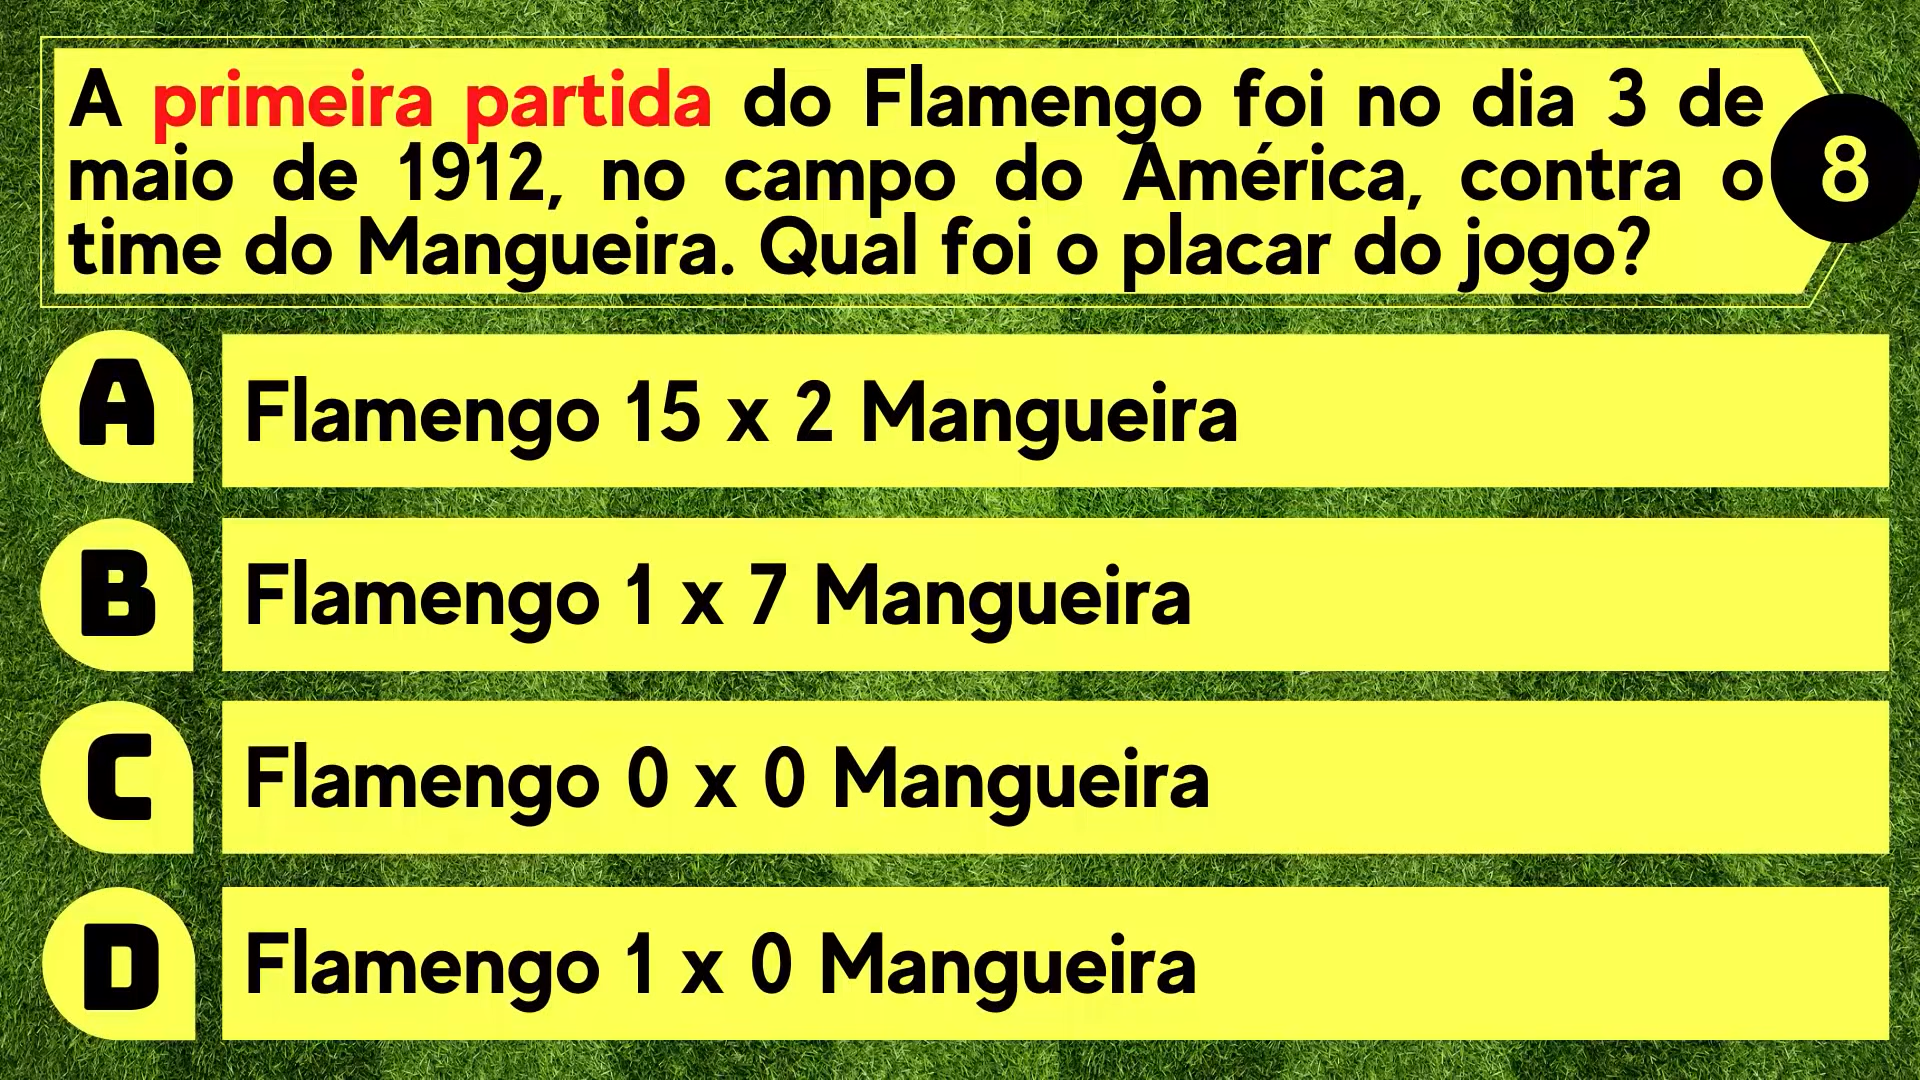 A primeira partida do Flamengo foi no dia 3 de
maio de 1912, no campo do América, contra o
time do Mangueira. Qual foi o placar do jogo?
8
A
Flamengo 15 x 2 Mangueira
B
Flamengo 1 x 7 Mangueira
C
Flamengo 0 x 0 Mangueira
D
Flamengo 1 x 0 Mangueira